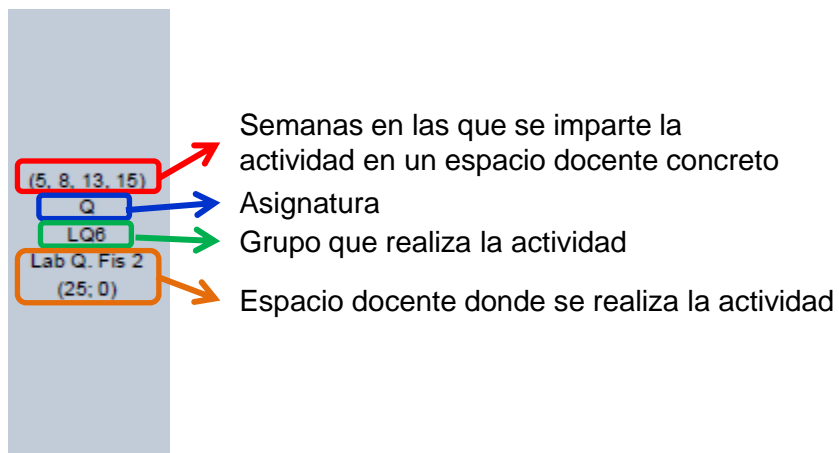 (5, 8, 13, 15)
Q
LQ6
Lab Q. Fis 2
(25; 0)
Semanas en las que se imparte la
actividad en un espacio docente concreto
Asignatura
Grupo que realiza la actividad
Espacio docente donde se realiza la actividad